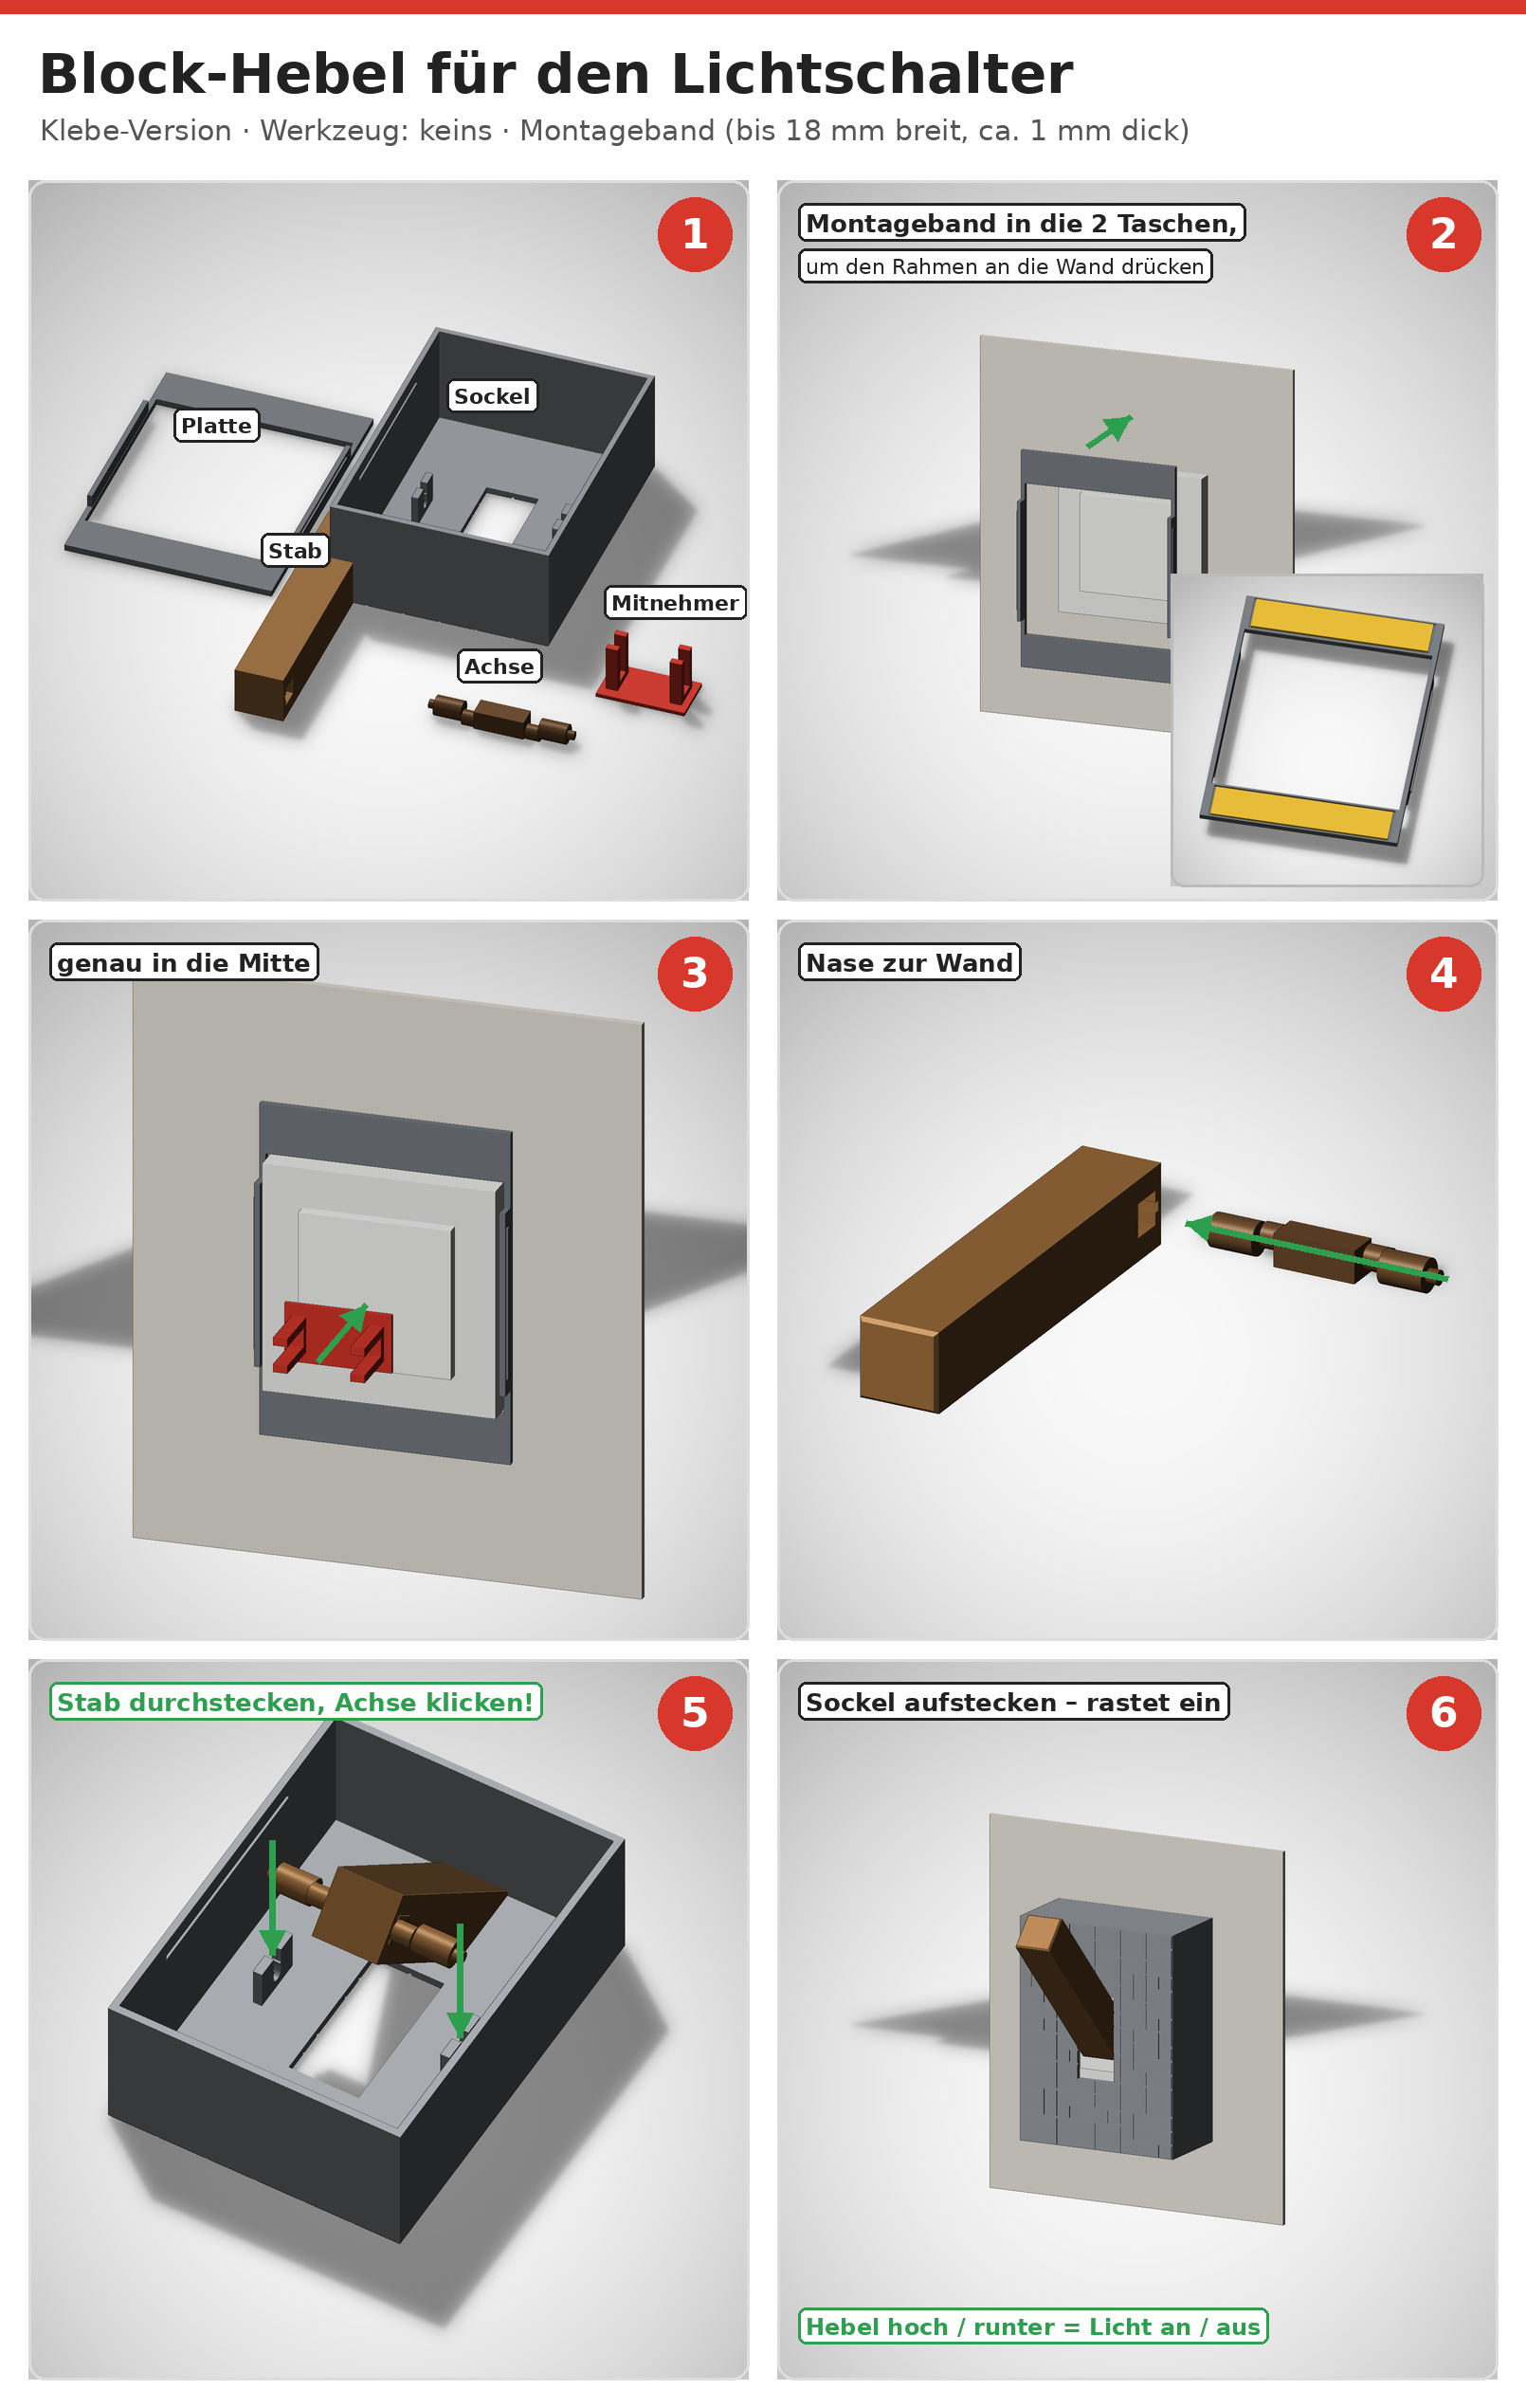 Block-Hebel für den Lichtschalter
Klebe-Version · Werkzeug: keins · Montageband (bis 18 mm breit, ca. 1 mm dick)
1
Sockel
Platte
Stab
Mitnehmer
Achse
2
Montageband in die 2 Taschen,
um den Rahmen an die Wand drücken
3
genau in die Mitte
4
Nase zur Wand
5
Stab durchstecken, Achse klicken!
6
Sockel aufstecken – rastet ein
Hebel hoch / runter = Licht an / aus